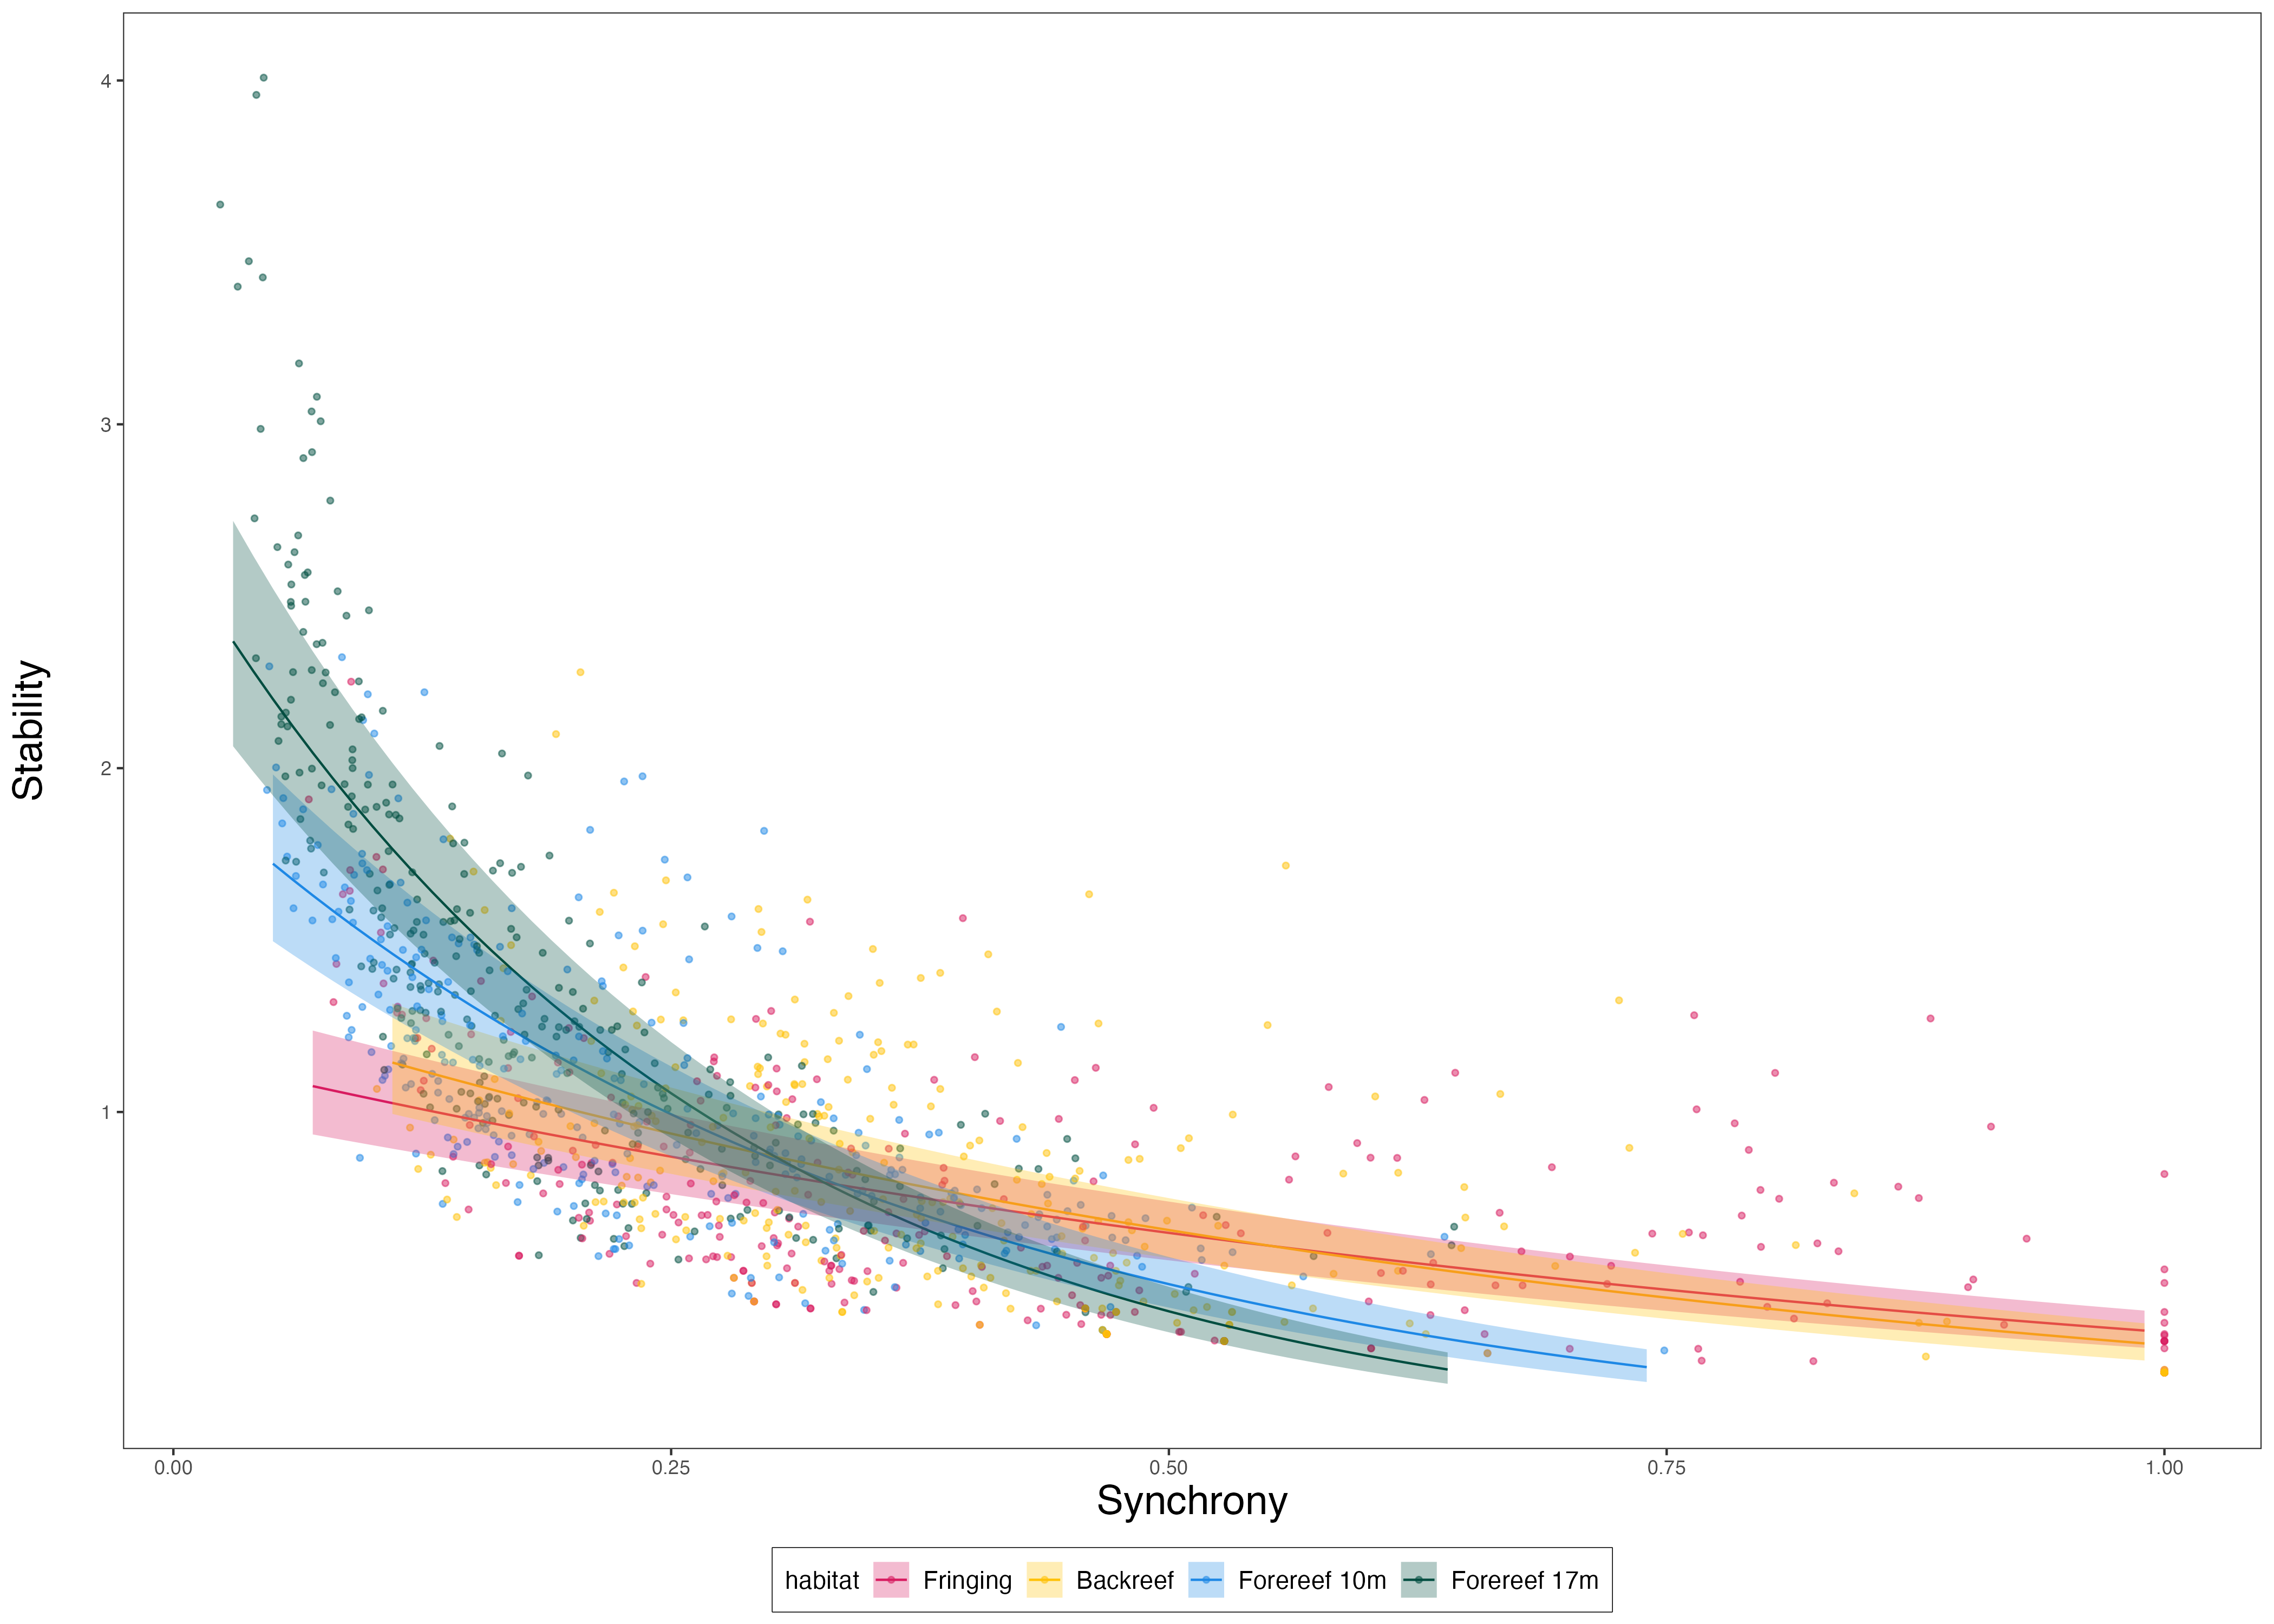 Stability
4
3
2
1
0.00 0.25 0.50 0.75 1.00
Synchrony
habitat Fringing Backreef Forereef 10m Forereef 17m